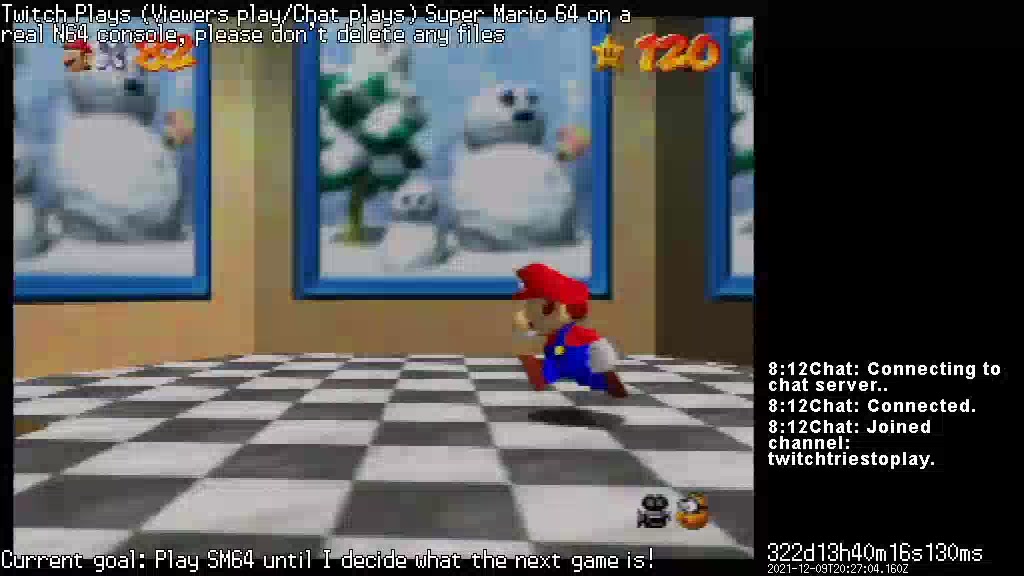 Twitch Plays (Viewers play/Chat plays) Super Mario 64 on a
real N64 console, please don't delete any files
82
120
8:12Chat: Connecting to
chat server..
8:12Chat: Connected.
8:12Chat: Joined
channel:
twitchtriestoplay.
Current goal: Play SM64 until I decide what the next game is!
322d13h40m16s130ms
2021-12-09T20:27:04.160Z